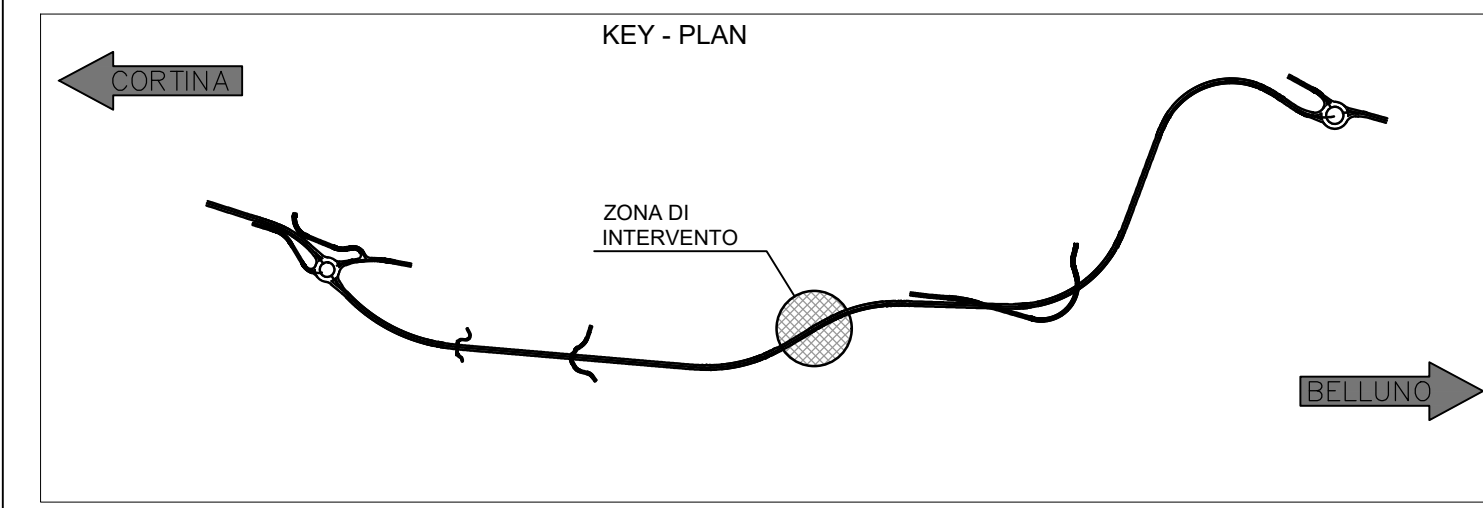 KEY - PLAN
CORTINA
ZONA DI
INTERVENTO
BELLUNO